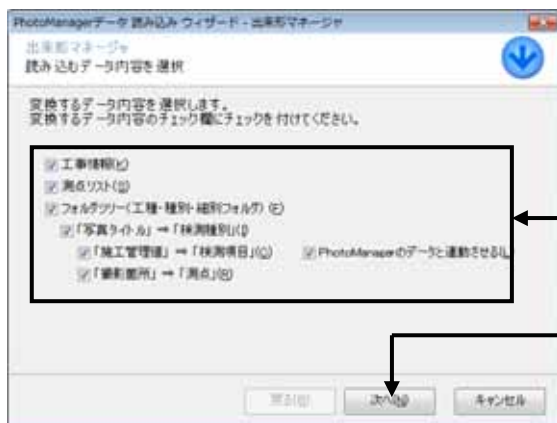 PhotoManagerデータ 読み込み ウィザード - 出来形マネージャ
出来形マネージャ
読み込むデータ内容を選択
変換するデータ内容を選択します。
変換するデータ内容のチェック欄にチェックを付けてください。
工事情報(K)
測点リスト(S)
フォルダツリー(工種・種別・細別フォルダ) (F)
「写真タイトル」 → 「検測種別」(I)
「施工管理値」 → 「検測項目」(C) PhotoManagerのデータと連動させる(L)
「撮影箇所」 → 「測点」(R)
戻る(B) 次へ(N) キャンセル